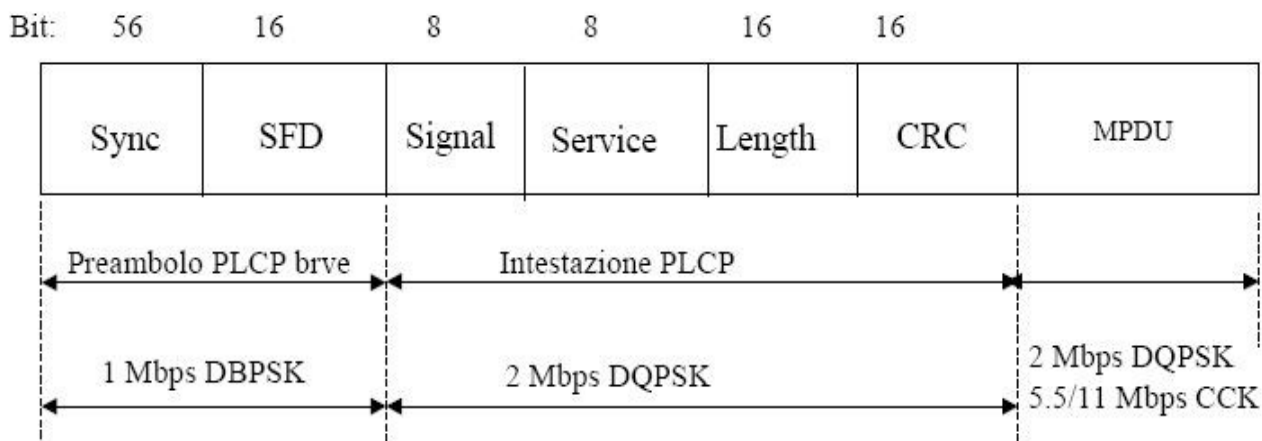 Bit: 56 16 8 8 16 16
Sync SFD Signal Service Length CRC MPDU
Preambolo PLCP brve Intestazione PLCP
1 Mbps DBPSK 2 Mbps DQPSK 2 Mbps DQPSK
5.5/11 Mbps CCK